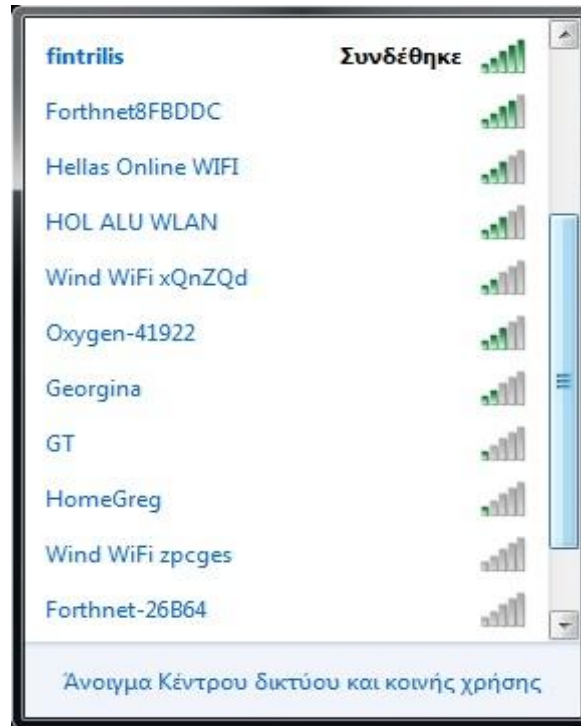 fintrilis Συνδέθηκε
Forthnet8FBDDC
Hellas Online WIFI
HOL ALU WLAN
Wind WiFi xQnZQd
Oxygen-41922
Georgina
GT
HomeGreg
Wind WiFi zpcges
Forthnet-26B64
Άνοιγμα Κέντρου δικτύου και κοινής χρήσης